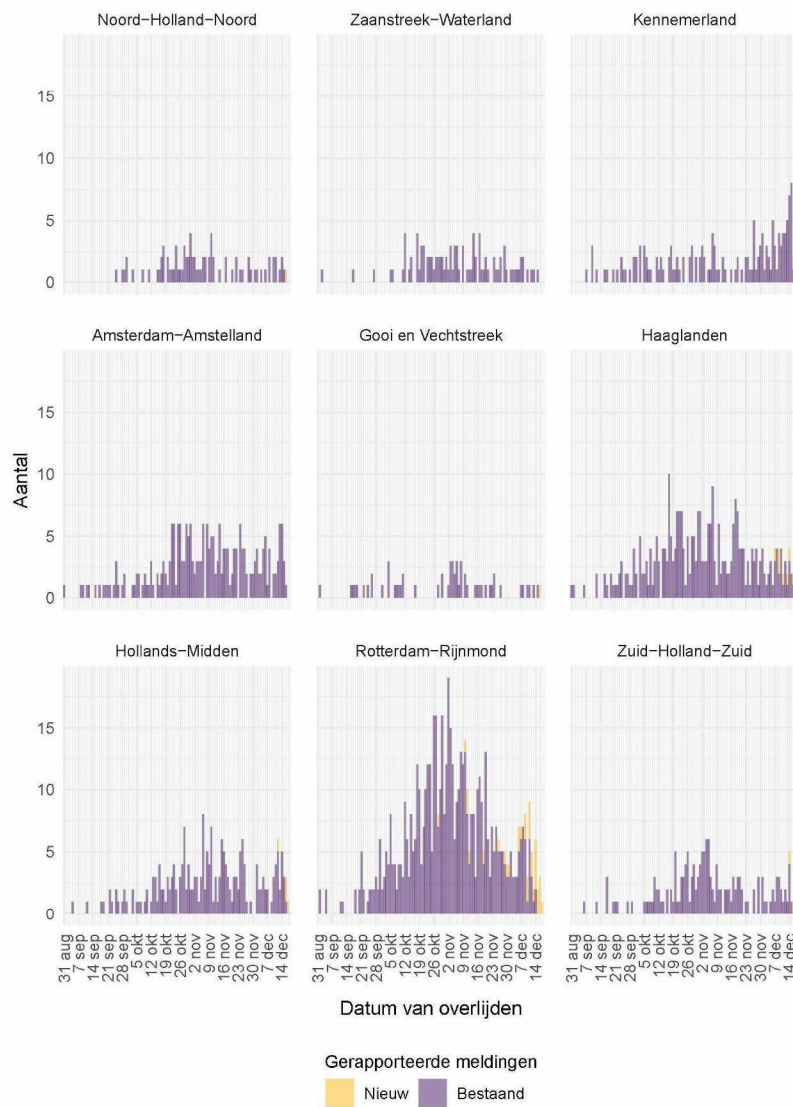 Noord-Holland-Noord
Zaanstreek-Waterland
Kennemerland
15
10
5
0
Amsterdam-Amstelland
Gooi en Vechtstreek
Haaglanden
Aantal
15
10
5
0
Hollands-Midden
Rotterdam-Rijnmond
Zuid-Holland-Zuid
15
10
5
0
31 aug
7 sep
14 sep
21 sep
28 sep
5 okt
12 okt
19 okt
26 okt
2 nov
9 nov
16 nov
23 nov
30 nov
7 dec
14 dec
31 aug
7 sep
14 sep
21 sep
28 sep
5 okt
12 okt
19 okt
26 okt
2 nov
9 nov
16 nov
23 nov
30 nov
7 dec
14 dec
31 aug
7 sep
14 sep
21 sep
28 sep
5 okt
12 okt
19 okt
26 okt
2 nov
9 nov
16 nov
23 nov
30 nov
7 dec
14 dec
Datum van overlijden
Gerapporteerde meldingen
Nieuw
Bestaand